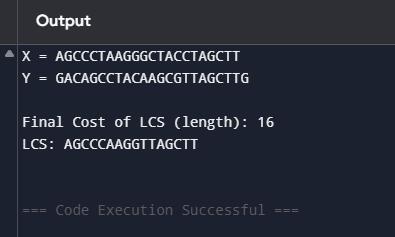 Output
X = AGCCCTAAGGGCTACCTAGCTT
Y = GACAGCCTACAAGCGTTAGCTTG
Final Cost of LCS (length): 16
LCS: AGCCCAAGGTTAGCTT
=== Code Execution Successful ===